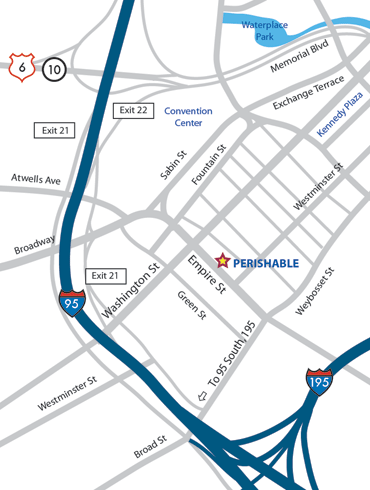 Waterplace
Park
Memorial Blvd
6
10
Exchange Terrace
Exit 22
Convention
Center
Kennedy Plaza
Exit 21
Sabin St
Fountain St
Westminster St
Atwells Ave
Broadway
Empire St
PERISHABLE
Exit 21
Washington St
Green St
Weybosset St
95
To 95 South, 195
195
Westminster St
Broad St